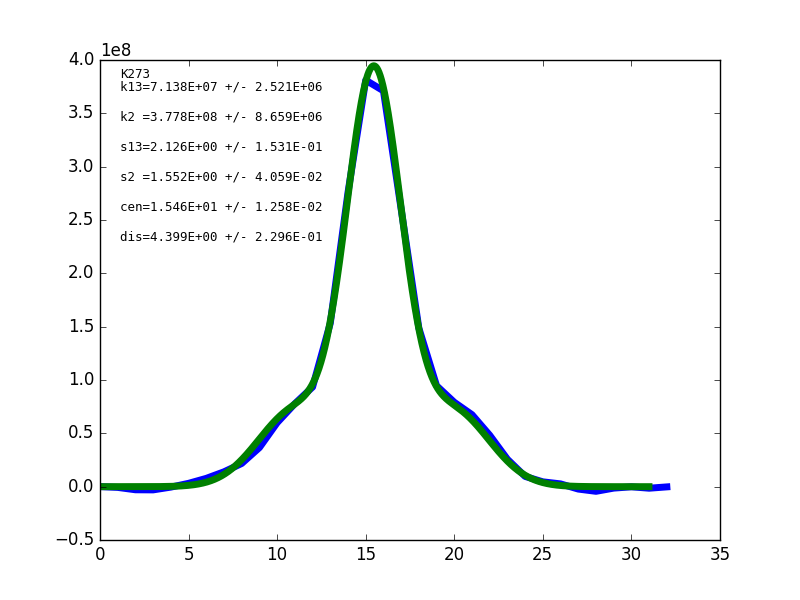 1e8
4.0
3.5
3.0
2.5
2.0
1.5
1.0
0.5
0.0
−0.5
K273
k13=7.138E+07 +/- 2.521E+06
k2 =3.778E+08 +/- 8.659E+06
s13=2.126E+00 +/- 1.531E-01
s2 =1.552E+00 +/- 4.059E-02
cen=1.546E+01 +/- 1.258E-02
dis=4.399E+00 +/- 2.296E-01
0 5 10 15 20 25 30 35